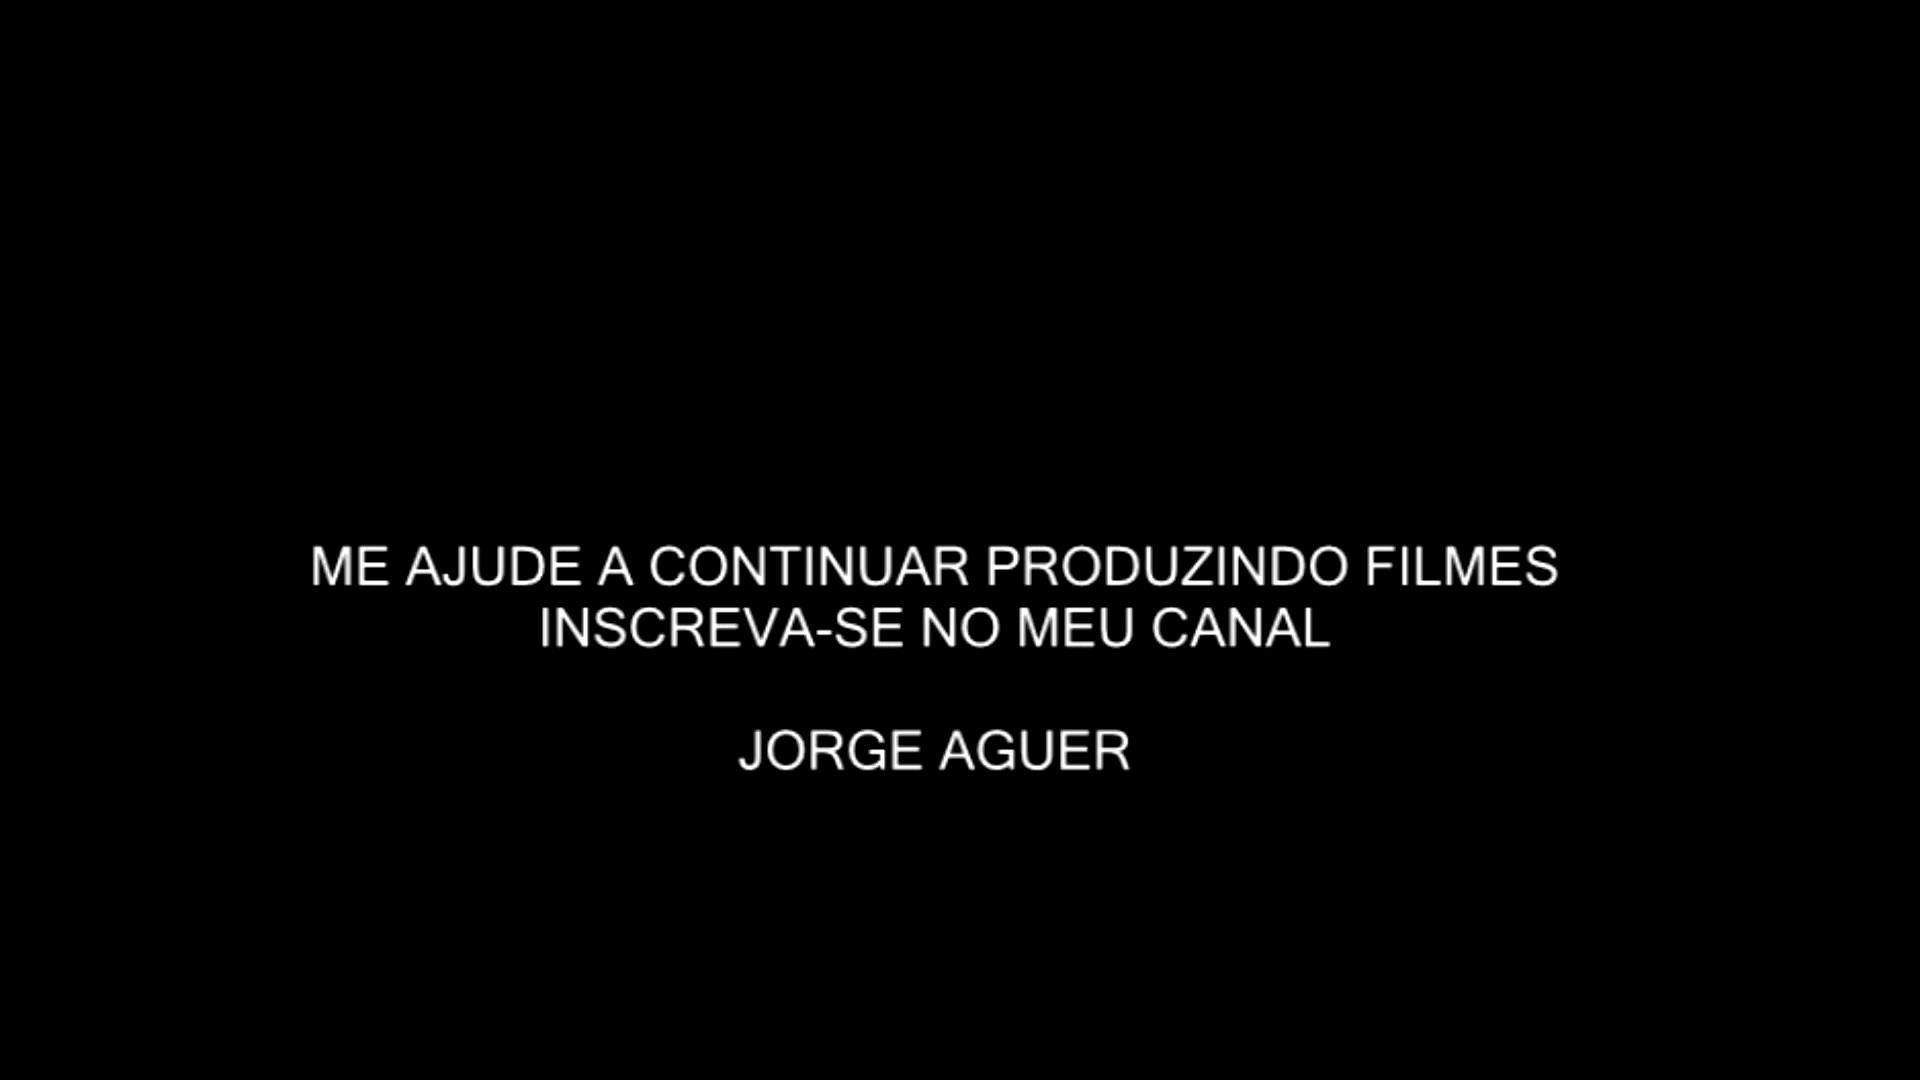 ME AJUDE A CONTINUAR PRODUZINDO FILMES
INSCREVA-SE NO MEU CANAL
JORGE AGUER